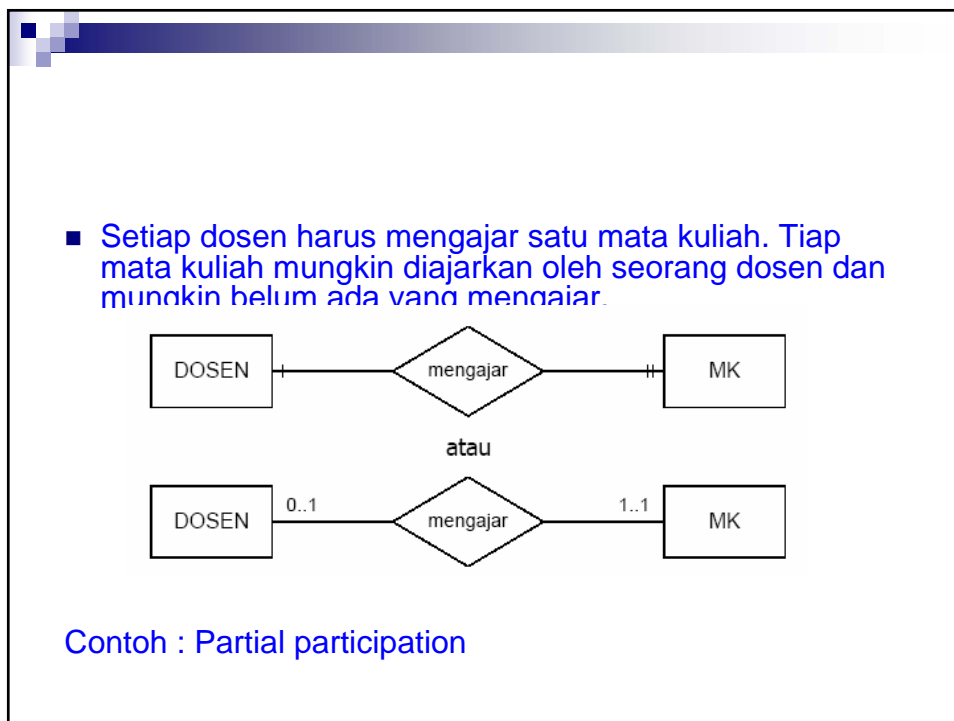 ■ Setiap dosen harus mengajar satu mata kuliah. Tiap
mata kuliah mungkin diajarkan oleh seorang dosen dan
mungkin belum ada yang mengajar.
DOSEN mengajar MK
atau
DOSEN 0..1 mengajar 1..1 MK
Contoh : Partial participation